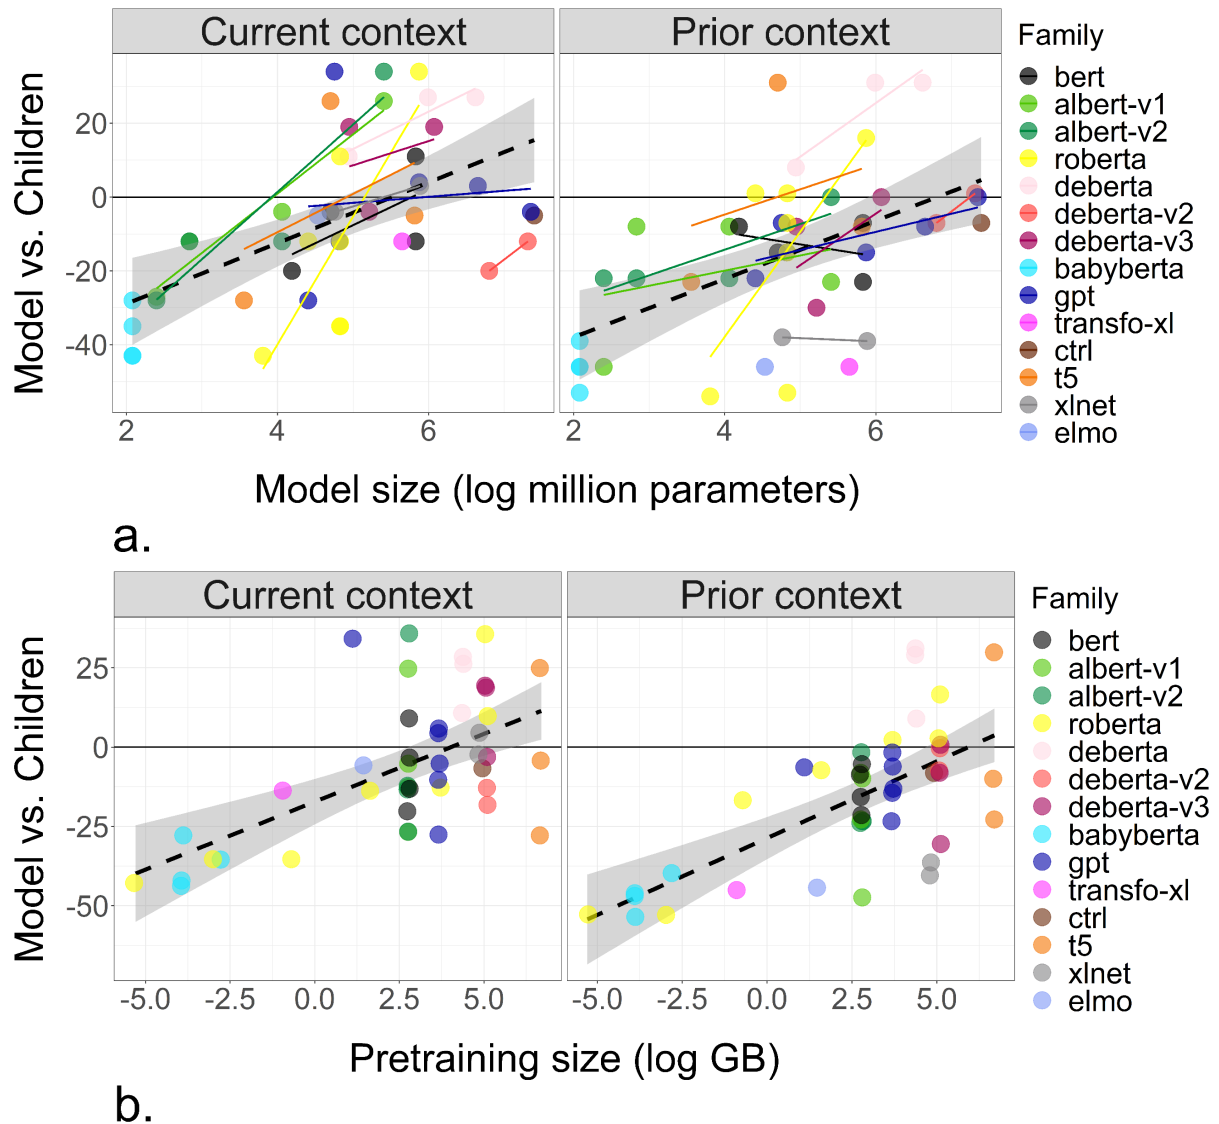 Current context
Prior context
Family
Model vs. Children
20
0
-20
-40
bert
albert-v1
albert-v2
roberta
deberta
deberta-v2
deberta-v3
babyberta
gpt
transfo-xl
ctrl
t5
xlnet
elmo
2 4 6 2 4 6
Model size (log million parameters)
a.
Current context
Prior context
Family
Model vs. Children
25
0
-25
-50
bert
albert-v1
albert-v2
roberta
deberta
deberta-v2
deberta-v3
babyberta
gpt
transfo-xl
ctrl
t5
xlnet
elmo
-5.0 -2.5 0.0 2.5 5.0 -5.0 -2.5 0.0 2.5 5.0
Pretraining size (log GB)
b.